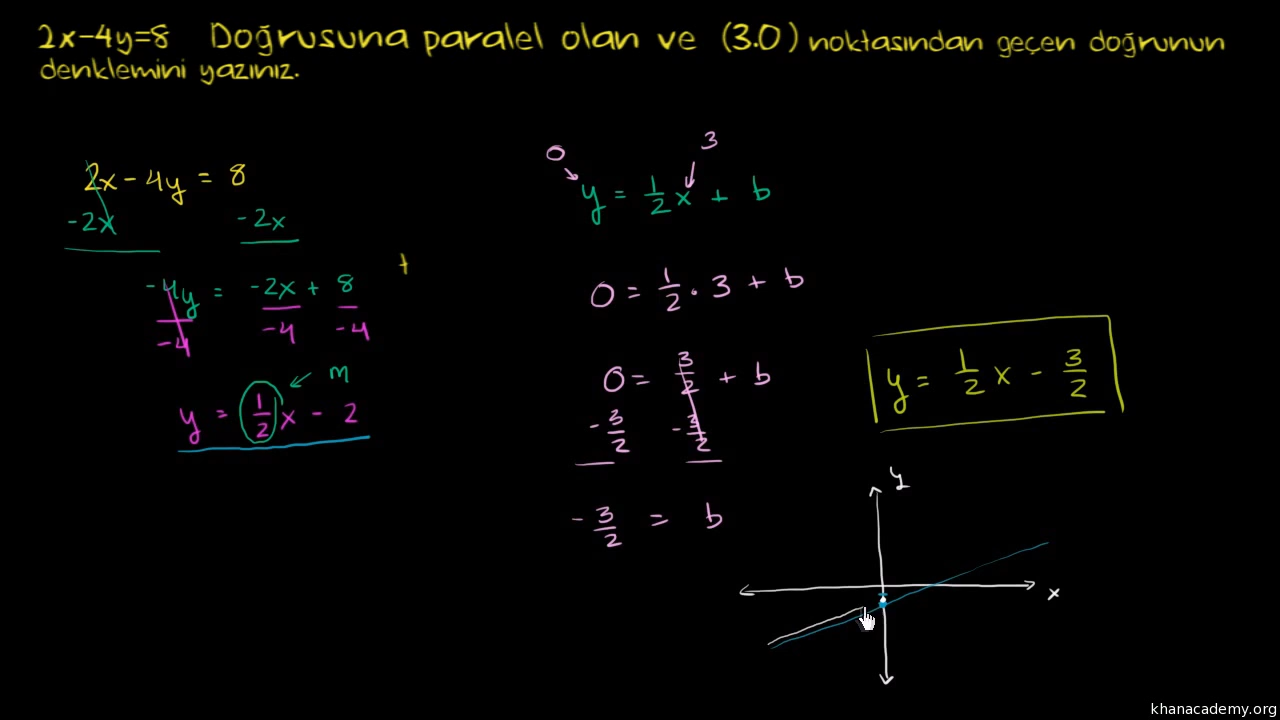 2x-4y=8 Doğrusuna paralel olan ve (3.0) noktasından geçen doğrunun
denklemini yazınız.
2x - 4y = 8
-2x -2x
-4y = -2x + 8
-4 -4 -4
y = 1/2 x - 2
m
0 3
y = 1/2 x + b
0 = 1/2 · 3 + b
0 = 3/2 + b
- 3/2 - 3/2
- 3/2 = b
+
y = 1/2 x - 3/2
y
x
khanacademy.org